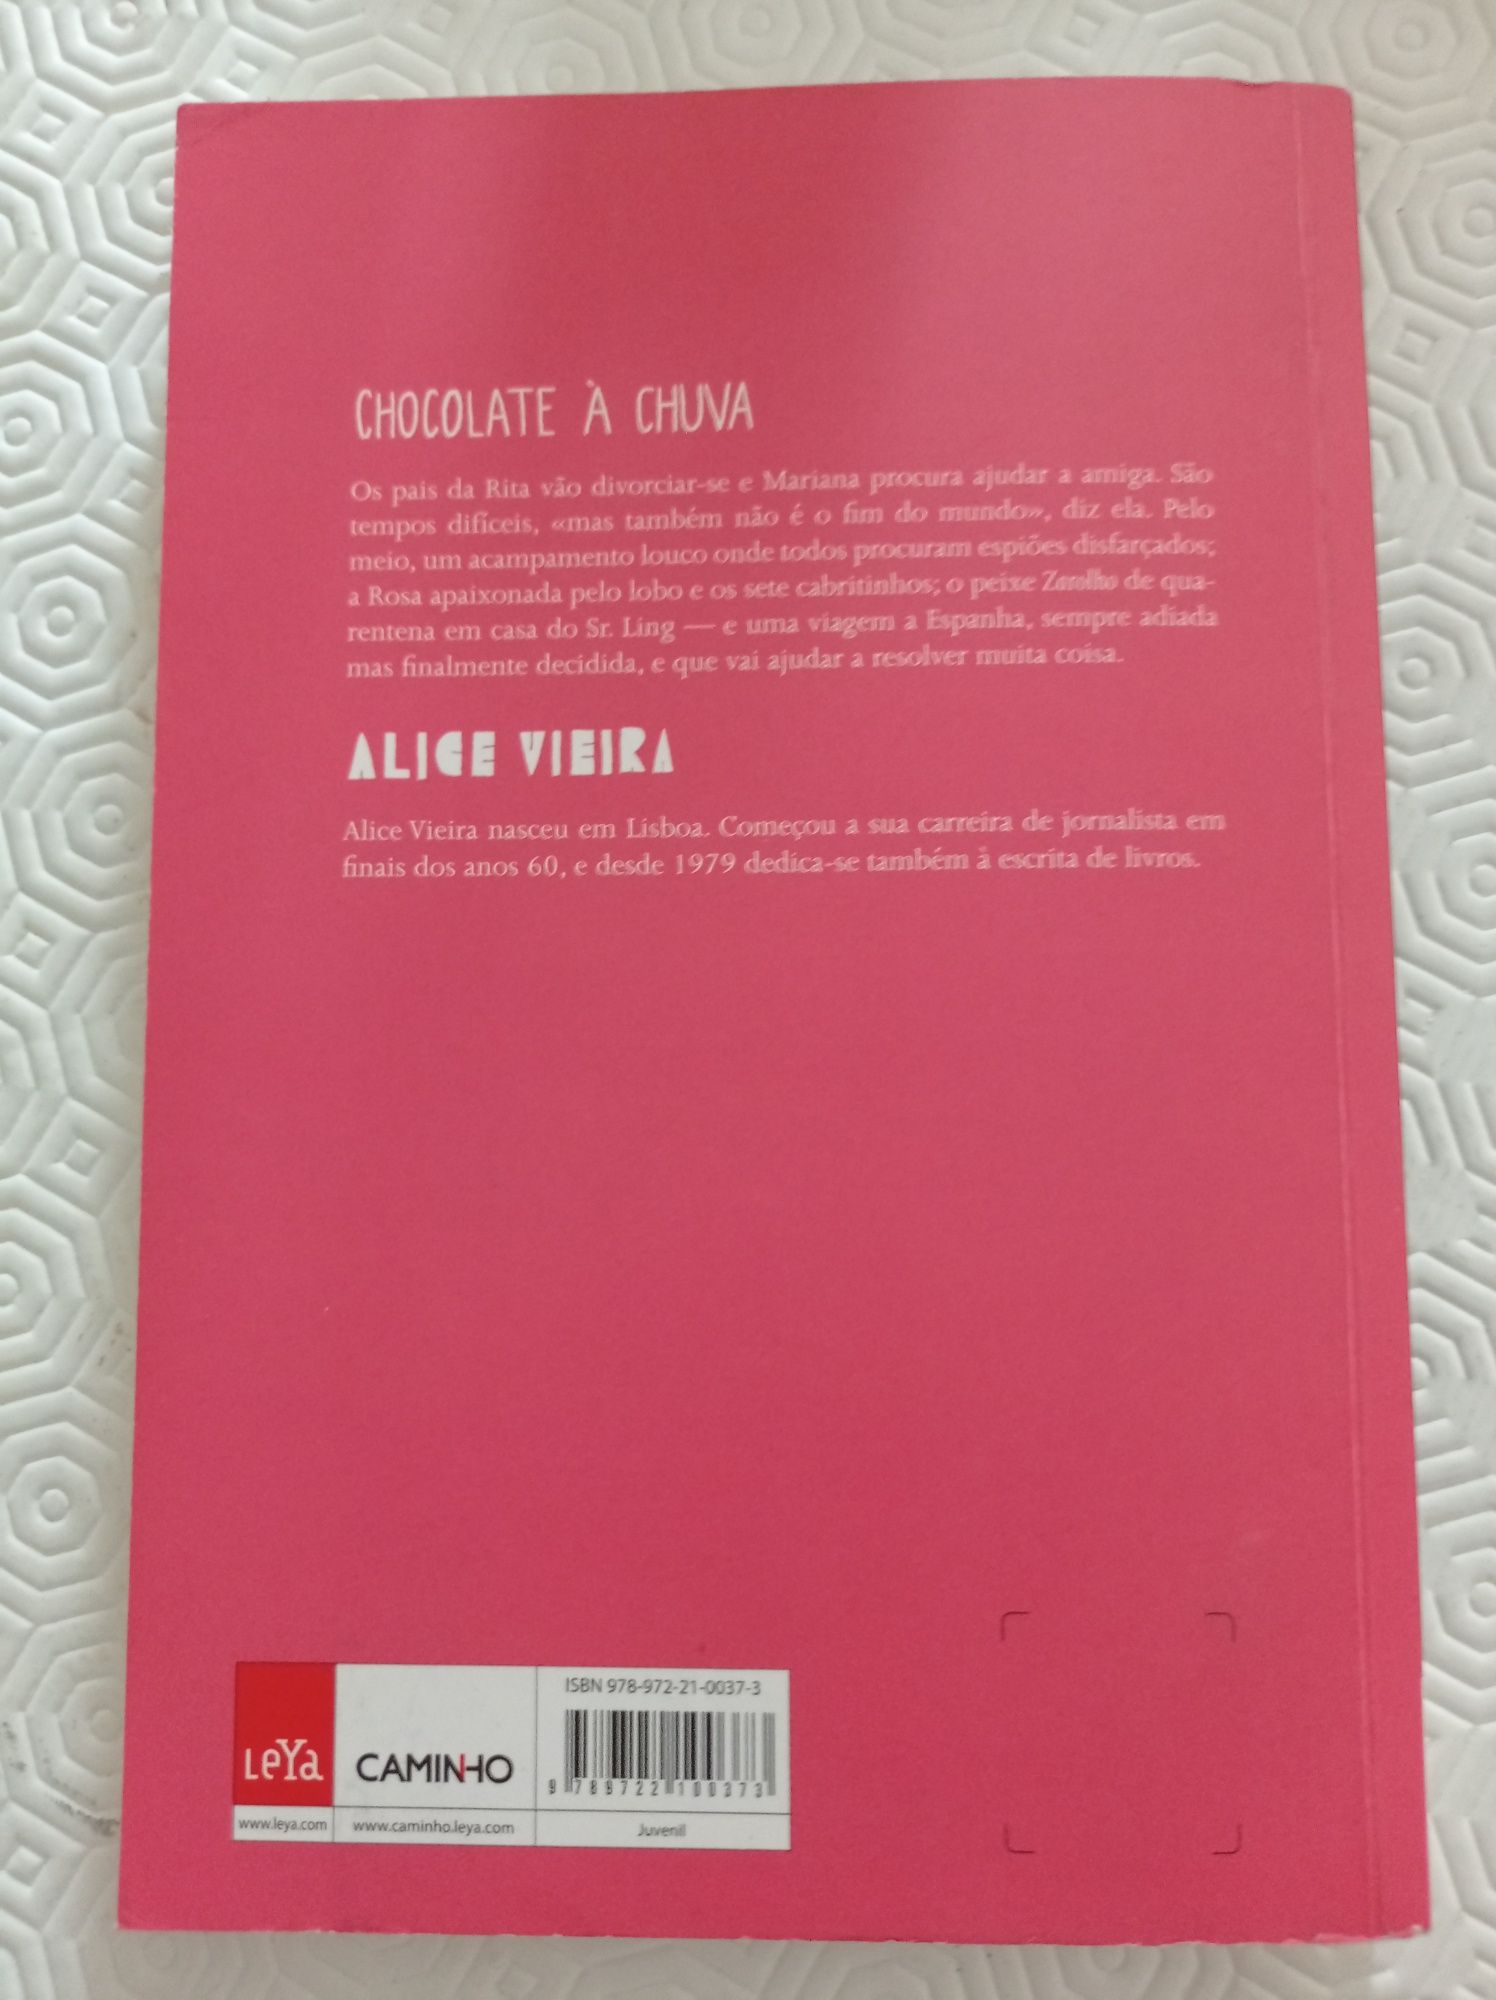 CHOCOLATE À CHUVA
Os pais da Rita vão divorciar-se e Mariana procura ajudar a amiga. São
tempos difíceis, «mas também não é o fim do mundo», diz ela. Pelo
meio, um acampamento louco onde todos procuram espiões disfarçados;
a Rosa apaixonada pelo lobo e os sete cabritinhos; o peixe Zarolho de qua-
rentena em casa do Sr. Ling — e uma viagem a Espanha, sempre adiada
mas finalmente decidida, e que vai ajudar a resolver muita coisa.
ALICE VIEIRA
Alice Vieira nasceu em Lisboa. Começou a sua carreira de jornalista em
finais dos anos 60, e desde 1979 dedica-se também à escrita de livros.
LeYa
www.leya.com
CAMINHO
www.caminho.leya.com
ISBN 978-972-21-0037-3
9 789722 100373
Juvenil